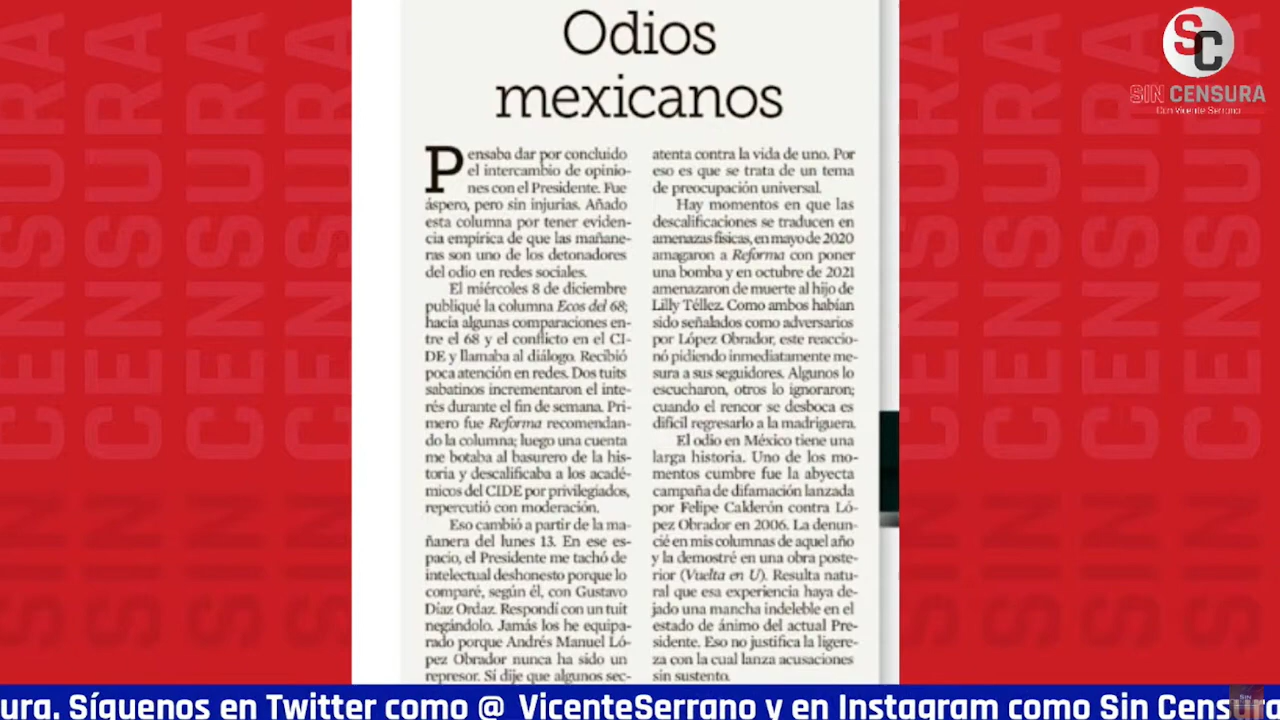 Odios
mexicanos
Pensaba dar por concluido
el intercambio de opinio-
nes con el Presidente. Fue
áspero, pero sin injurias. Añado
esta columna por tener eviden-
cia empírica de que las mañane-
ras son uno de los detonadores
del odio en redes sociales.
El miércoles 8 de diciembre
publiqué la columna Ecos del 68;
hacía algunas comparaciones en-
tre el 68 y el conflicto en el CI-
DE y llamaba al diálogo. Recibió
poca atención en redes. Dos tuits
sabatinos incrementaron el inte-
rés durante el fin de semana. Pri-
mero fue Reforma recomendan-
do la columna; luego una cuenta
me botaba al basurero de la his-
toria y descalificaba a los acadé-
micos del CIDE por privilegiados,
repercutió con moderación.
Eso cambió a partir de la ma-
ñanera del lunes 13. En ese es-
pacio, el Presidente me tachó de
intelectual deshonesto porque lo
comparé, según él, con Gustavo
Díaz Ordaz. Respondí con un tuit
negándolo. Jamás los he equipa-
rado porque Andrés Manuel Ló-
pez Obrador nunca ha sido un
represor. Sí dije que algunos sec-
atenta contra la vida de uno. Por
eso es que se trata de un tema
de preocupación universal.
Hay momentos en que las
descalificaciones se traducen en
amenazas físicas, en mayo de 2020
amagaron a Reforma con poner
una bomba y en octubre de 2021
amenazaron de muerte al hijo de
Lilly Téllez. Como ambos habían
sido señalados como adversarios
por López Obrador, este reaccio-
nó pidiendo inmediatamente me-
sura a sus seguidores. Algunos lo
escucharon, otros lo ignoraron;
cuando el rencor se desboca es
difícil regresarlo a la madriguera.
El odio en México tiene una
larga historia. Uno de los mo-
mentos cumbre fue la abyecta
campaña de difamación lanzada
por Felipe Calderón contra Ló-
pez Obrador en 2006. La denun-
cié en mis columnas de aquel año
y la demostré en una obra poste-
rior (Vuelta en U). Resulta natu-
ral que esa experiencia haya de-
jado una mancha indeleble en el
estado de ánimo del actual Pre-
sidente. Eso no justifica la ligere-
za con la cual lanza acusaciones
sin sustento.
SC
SIN CENSURA
Con Vicente Serrano
CENSURA
SIN CENSURA
CENSURA
SIN CENSURA
CENSURA
SIN CENSURA
ura. Síguenos en Twitter como @_VicenteSerrano y en Instagram como Sin Cens